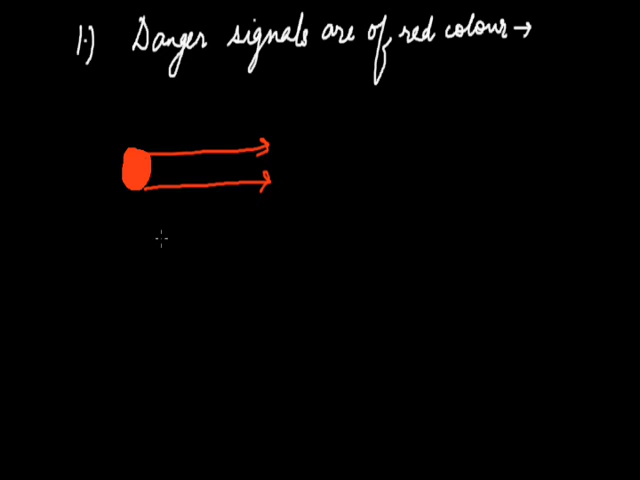 1.) Danger signals are of red colour →